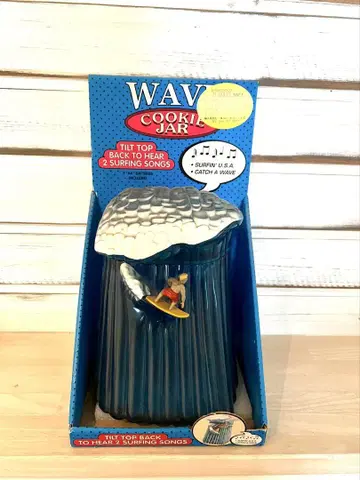 WAV
COOKIE
JAR
TILT TOP
BACK TO HEAR
2 SURFING SONGS
• SURFIN' U.S.A.
• CATCH A WAVE
TILT TOP BACK
TO HEAR 2 SURFING SONGS